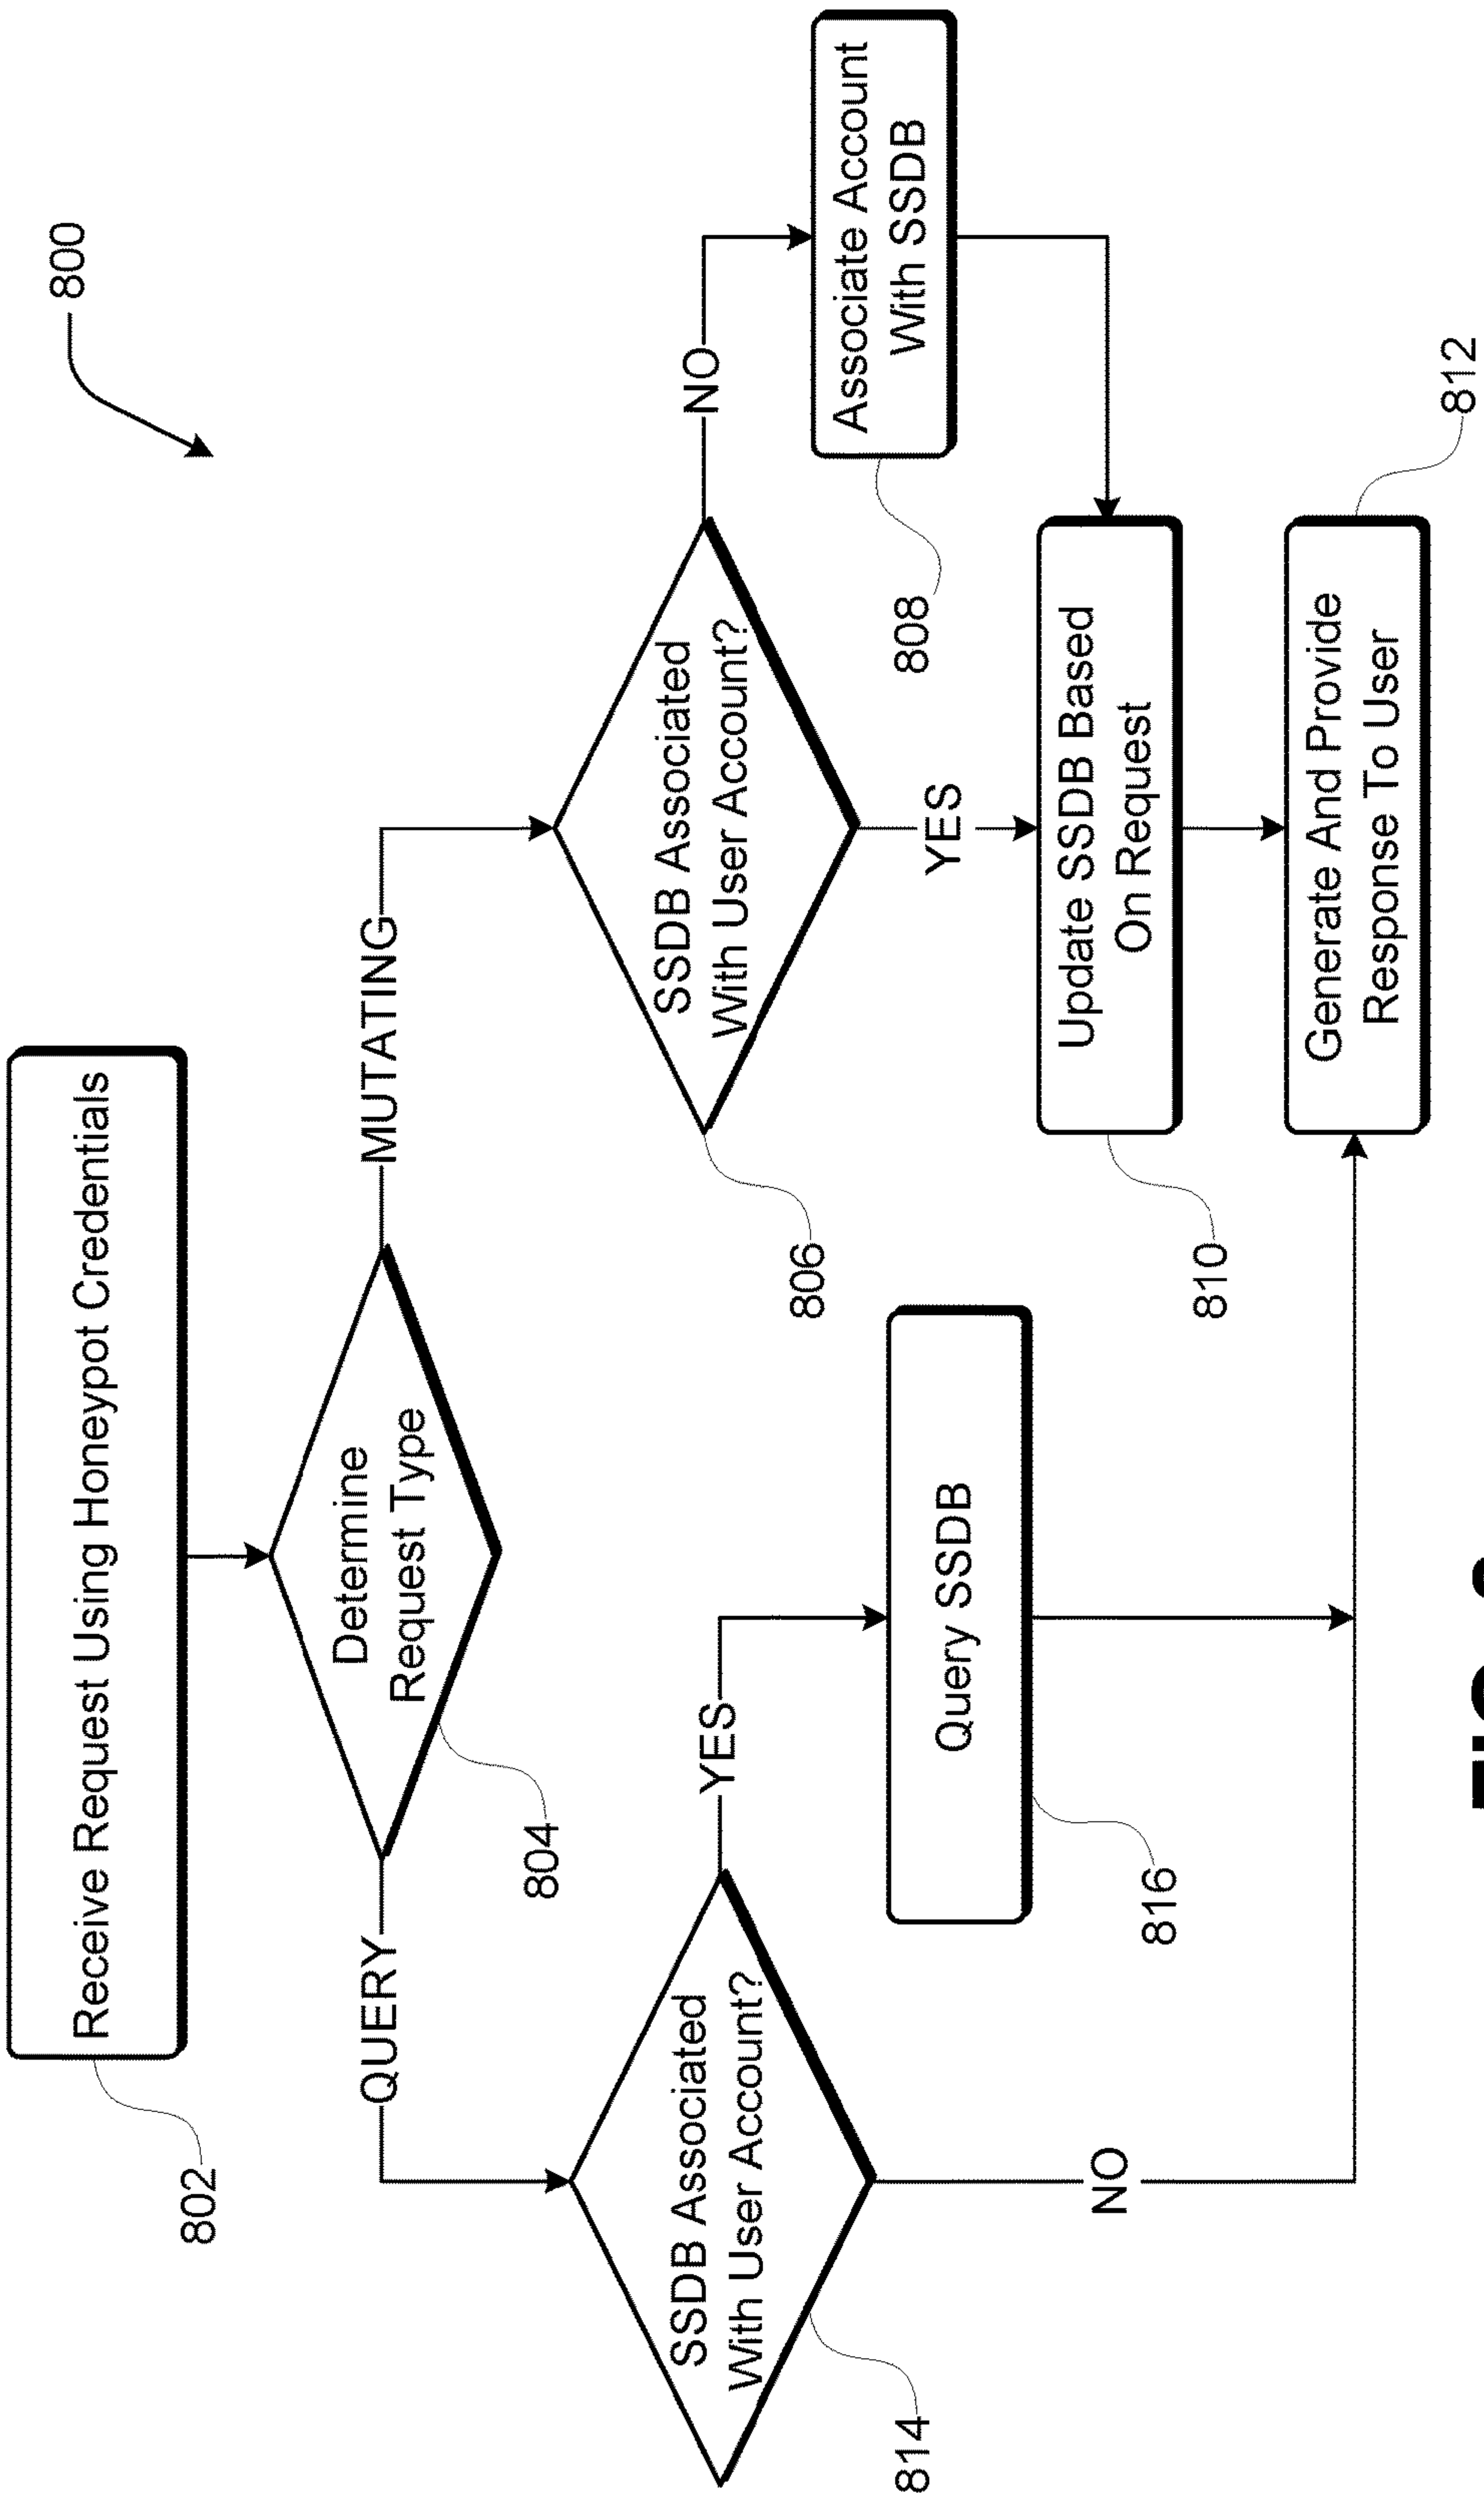 800
Receive Request Using Honeypot Credentials
802
Determine
Request Type
804
QUERY
MUTATING
SSDB Associated
With User Account?
814
YES
Query SSDB
816
NO
SSDB Associated
With User Account?
806
NO
Associate Account
With SSDB
808
YES
Update SSDB Based
On Request
810
Generate And Provide
Response To User
812